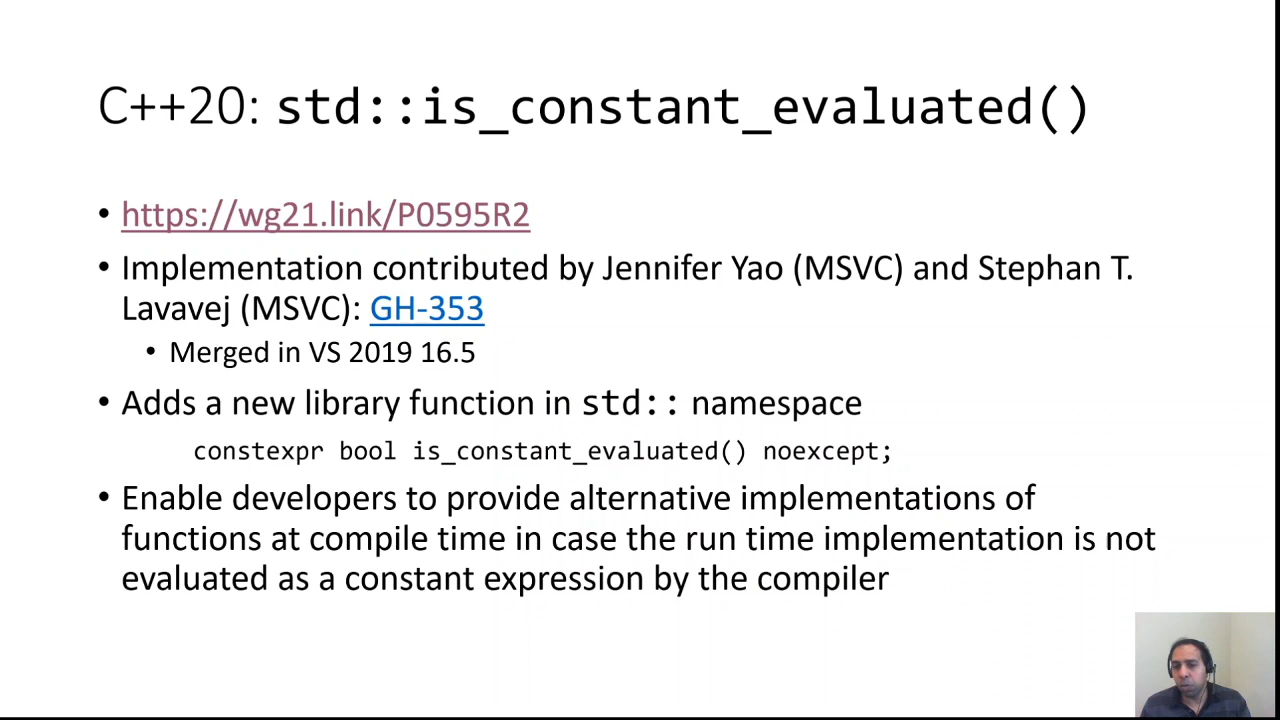 C++20: std::is_constant_evaluated()
• https://wg21.link/P0595R2
• Implementation contributed by Jennifer Yao (MSVC) and Stephan T.
Lavavej (MSVC): GH-353
• Merged in VS 2019 16.5
• Adds a new library function in std:: namespace
constexpr bool is_constant_evaluated() noexcept;
• Enable developers to provide alternative implementations of
functions at compile time in case the run time implementation is not
evaluated as a constant expression by the compiler